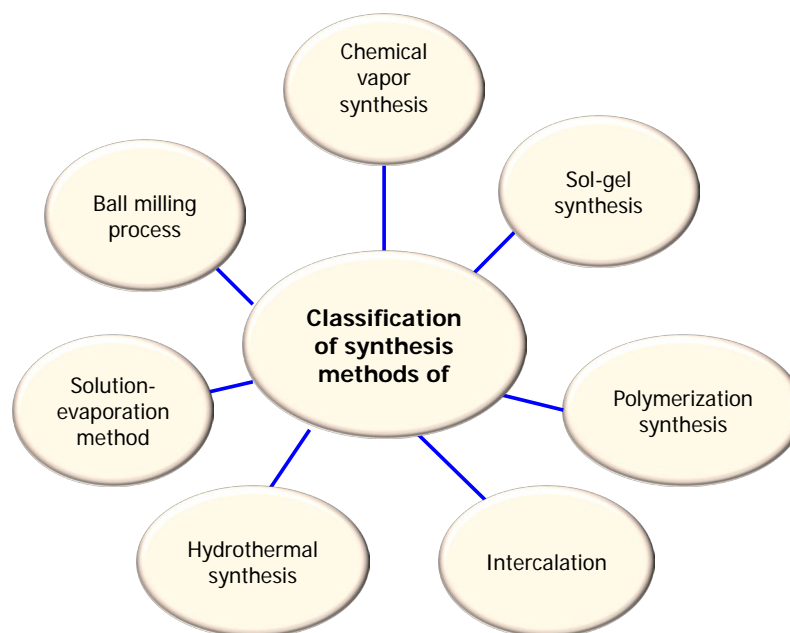 Chemical
vapor
synthesis
Sol-gel
synthesis
Ball milling
process
Classification
of synthesis
methods of
Polymerization
synthesis
Solution-
evaporation
method
Hydrothermal
synthesis
Intercalation